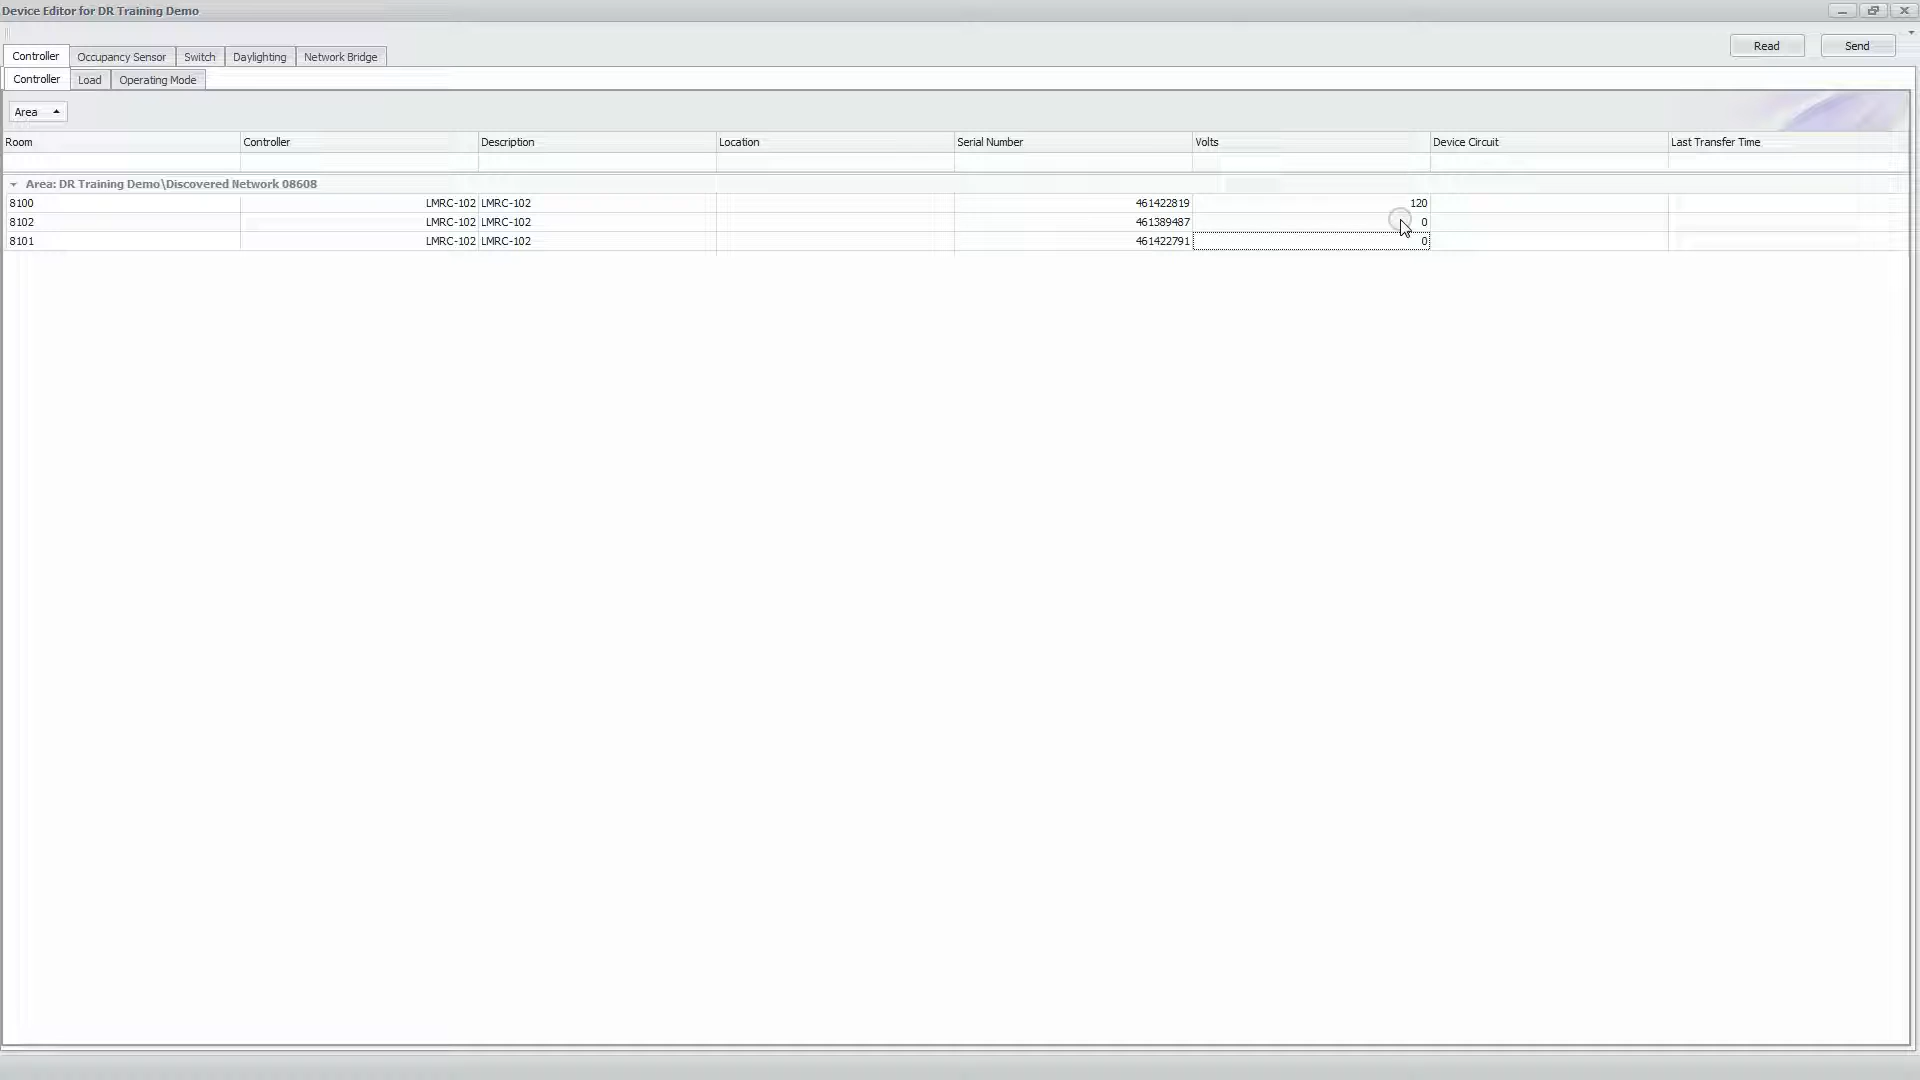 Device Editor for DR Training Demo
Controller Occupancy Sensor Switch Daylighting Network Bridge Read Send
Controller Load Operating Mode
Area
Room Controller Description Location Serial Number Volts Device Circuit Last Transfer Time
Area: DR Training Demo\Discovered Network 08608
8100 LMRC-102 LMRC-102 461422819 120
8102 LMRC-102 LMRC-102 461389487 0
8101 LMRC-102 LMRC-102 461422791 0